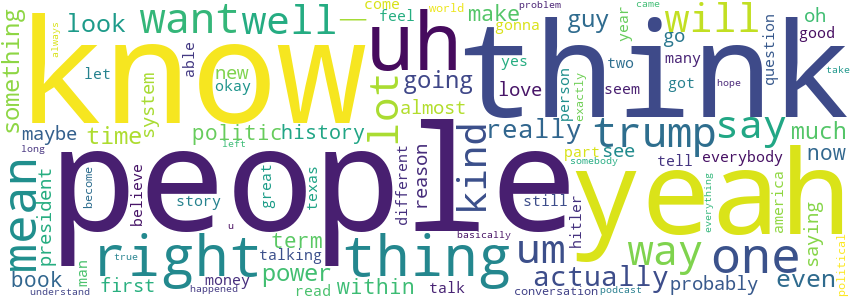 something
look
want
well
—
come
feel
world
make
gonna
problem
guy
year
came
will
oh
good
always
know
uh
think
able
let
new
okay
yes
love
go
two
seem
many
got
question
hope
take
system
lot
going
almost
person
exactly
maybe
time
politic
history
left
kind
really
trump
say
much
long
people
different
reason
part
see
somebody
tell
everybody
now
yeah
mean
president
become
believe
story
great
texas
still
hitler
everything
america
saying
political
right
thing
u
basically
um
way
one
book
man
first
true
talking
term
power
money
read
within
talk
actually
probably
even
understand
happened
conversation
podcast